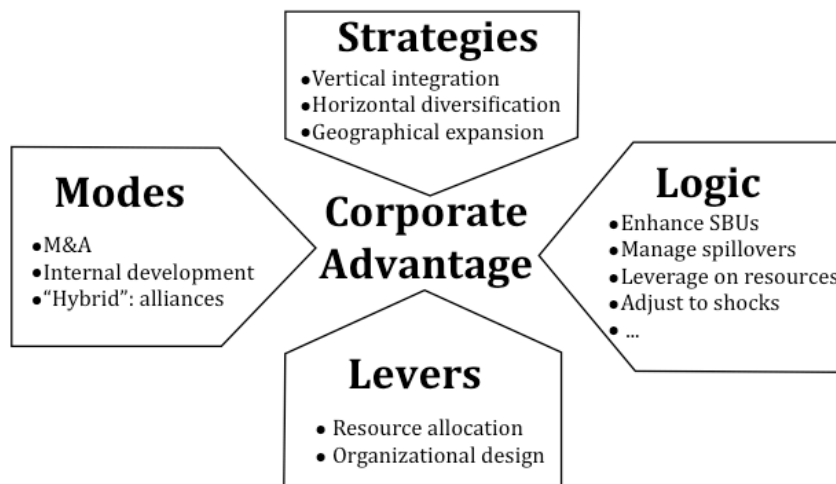 Strategies
●Vertical integration
●Horizontal diversification
●Geographical expansion
Modes
●M&A
●Internal development
●“Hybrid”: alliances
Corporate
Advantage
Logic
●Enhance SBUs
●Manage spillovers
●Leverage on resources
●Adjust to shocks
● ...
Levers
● Resource allocation
● Organizational design